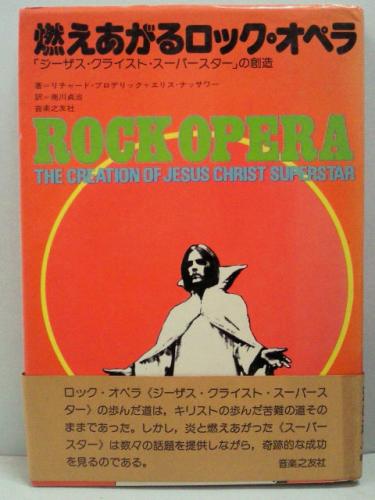 燃えあがるロック・オペラ
「ジーザス・クライスト・スーパースター」の創造
著＝リチャード・ブロデリック+エリス・ナッサワー
訳＝南川貞治
音楽之友社
ROCK OPERA
THE CREATION OF JESUS CHRIST SUPERSTAR
ロック・オペラ〈ジーザス・クライスト・スーパース
ター〉の歩んだ道は，キリストの歩んだ苦難の道その
ままであった。しかし，炎と燃えあがった〈スーパー
スター〉は数々の話題を提供しながら，奇跡的な成功
を見るのである。
音楽之友社